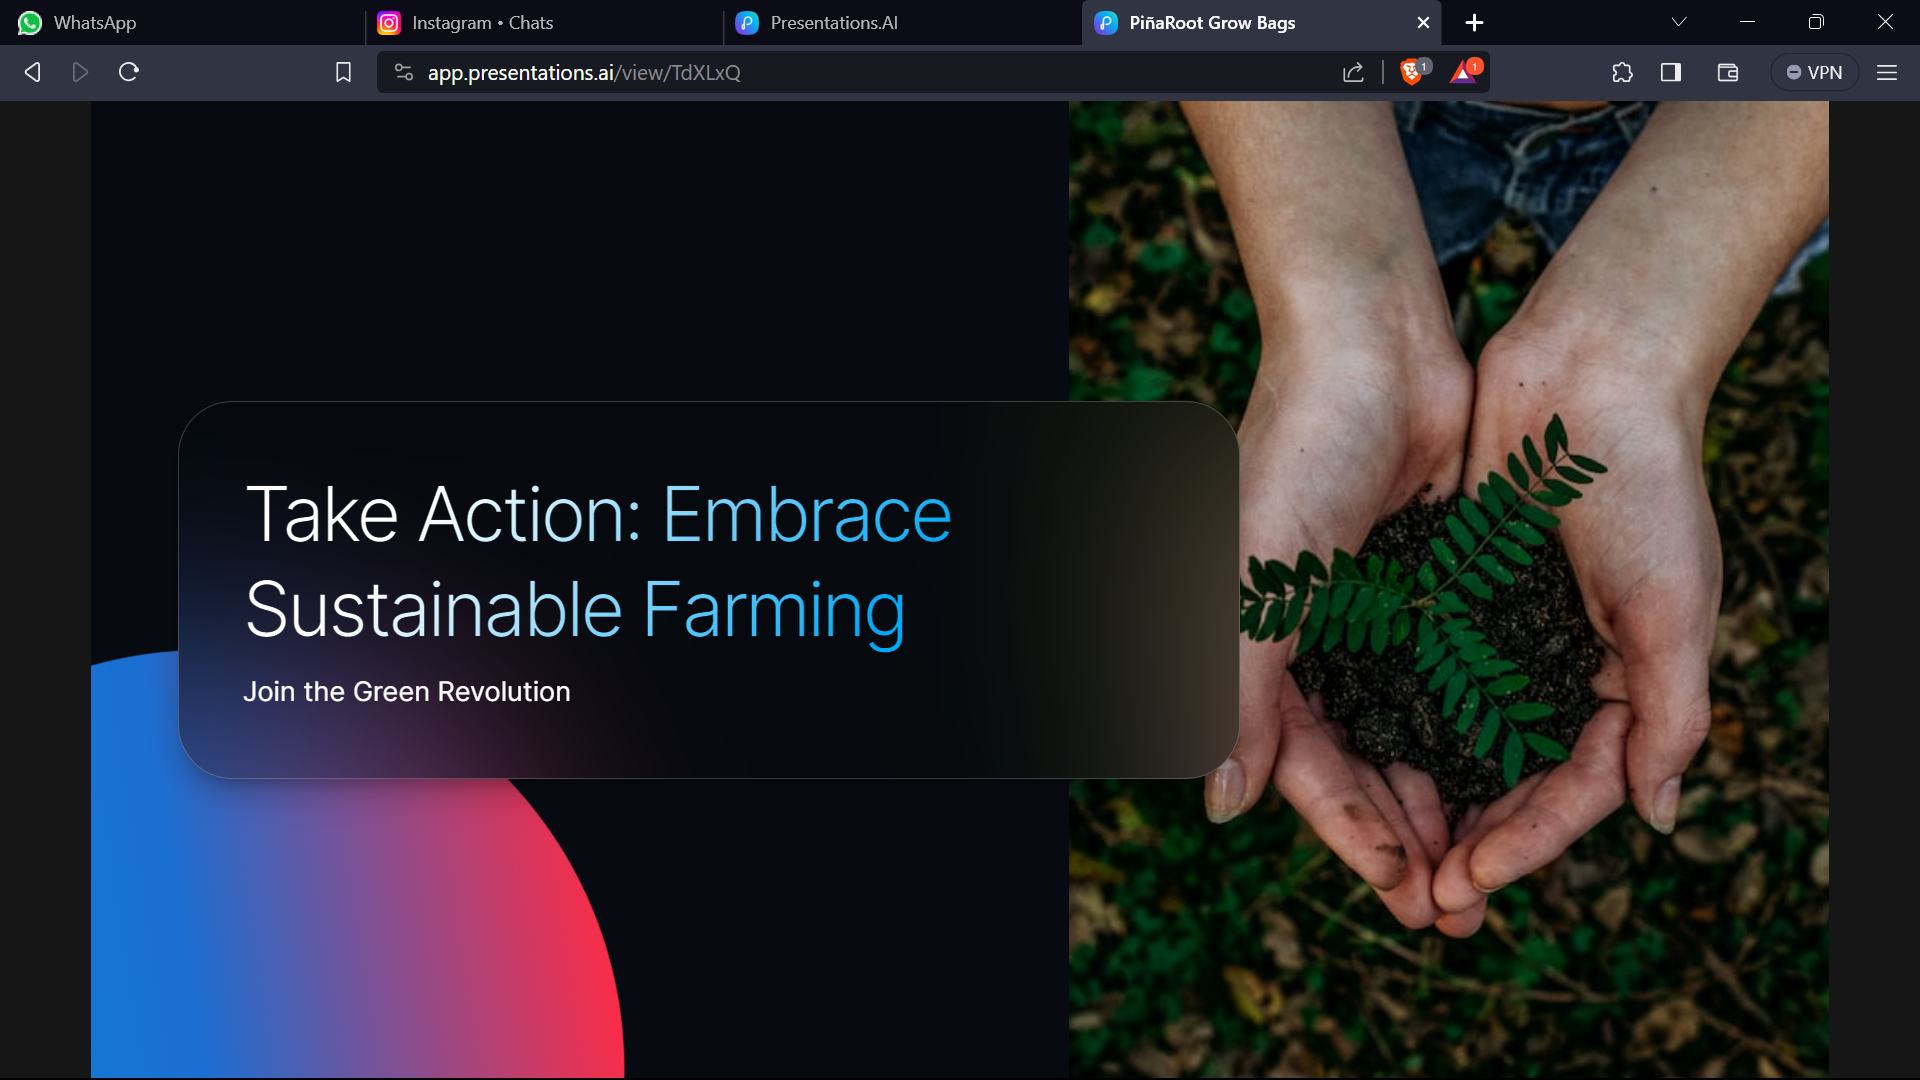 WhatsApp
Instagram • Chats
Presentations.AI
PiñaRoot Grow Bags
app.presentations.ai/view/TdXLxQ
1
1
VPN
Take Action: Embrace
Sustainable Farming
Join the Green Revolution